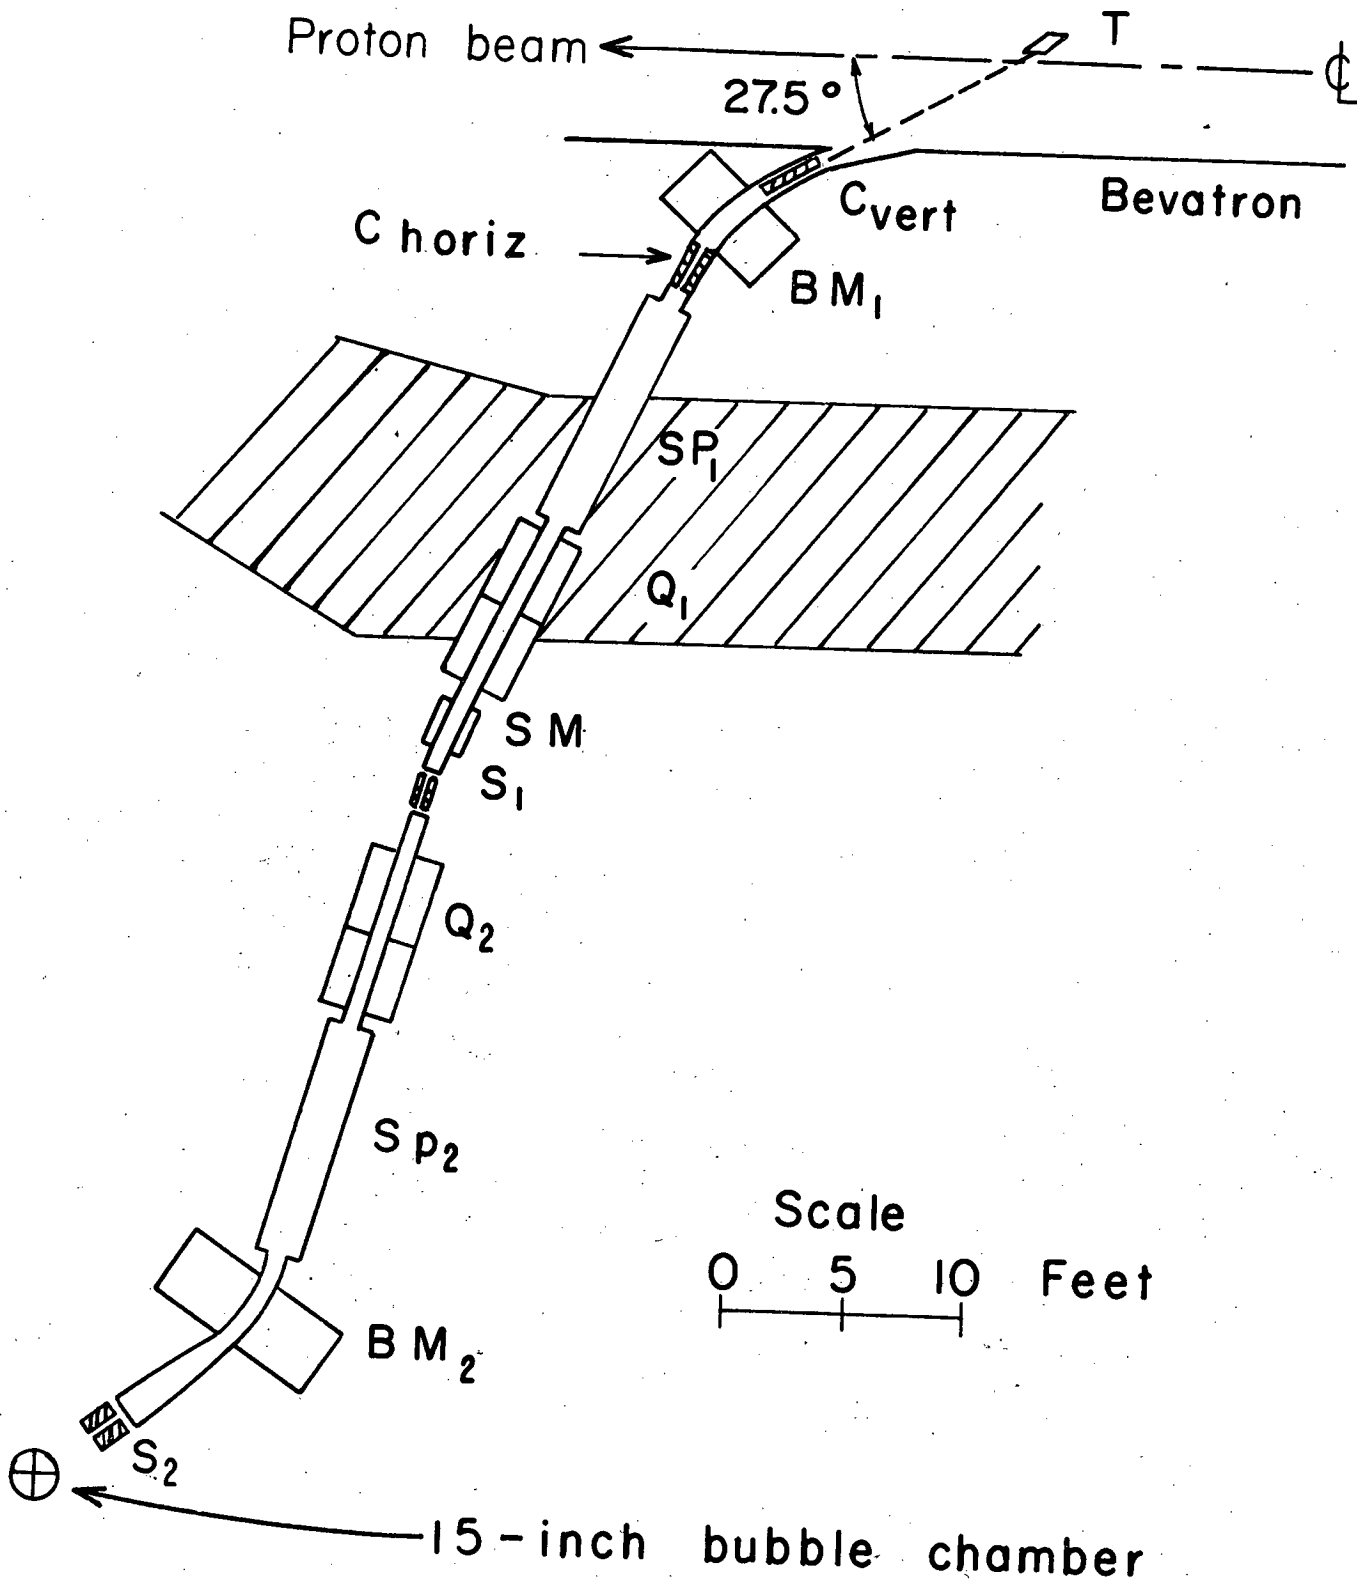 T
Proton beam
℄
27.5°
Cvert
Bevatron
C horiz
BM₁
SP₁
Q₁
SM
S₁
Q₂
Sp₂
Scale
0 5 10 Feet
BM₂
S₂
15-inch bubble chamber